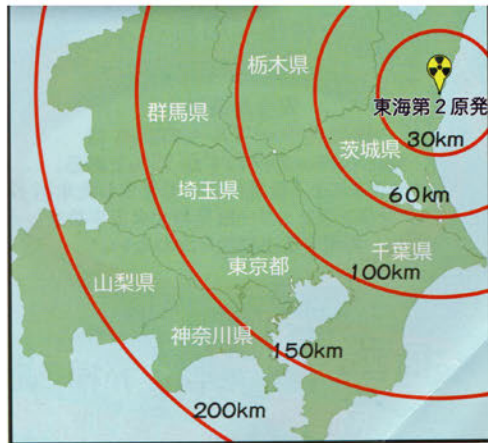 栃木県
東海第2原発
群馬県
30km
茨城県
埼玉県
60km
千葉県
東京都
100km
山梨県
神奈川県
150km
200km